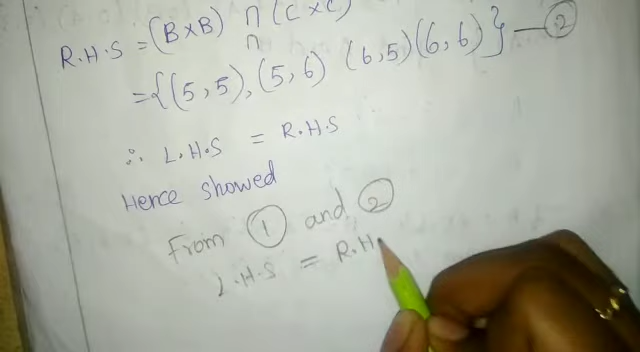 R.H.S = (B×B) ∩ (C×C)
∩
= {(5,5),(5,6) (6,5)(6,6)} — ②
∴ L.H.S = R.H.S
Hence showed
From ① and ②
L.H.S = R.H